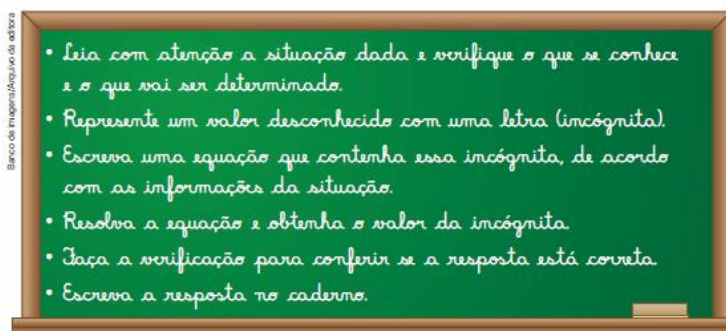 Banco de imagens/Arquivo da editora
• Leia com atenção a situação dada e verifique o que se conhece
e o que vai ser determinado.
• Represente um valor desconhecido com uma letra (incógnita).
• Escreva uma equação que contenha essa incógnita, de acordo
com as informações da situação.
• Resolva a equação e obtenha o valor da incógnita.
• Faça a verificação para conferir se a resposta está correta.
• Escreva a resposta no caderno.